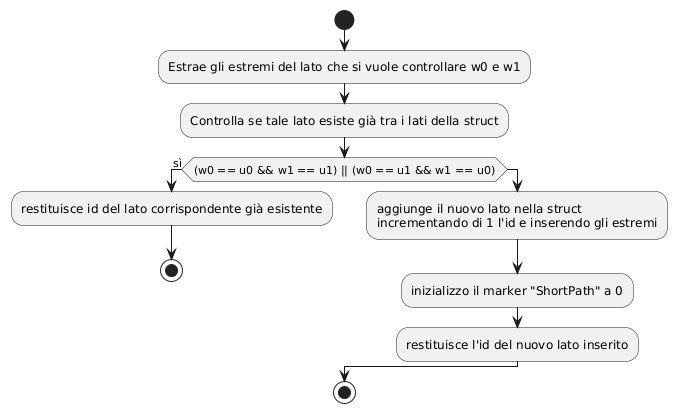 Estrae gli estremi del lato che si vuole controllare w0 e w1
Controlla se tale lato esiste già tra i lati della struct
sì
(w0 == u0 && w1 == u1) || (w0 == u1 && w1 == u0)
restituisce id del lato corrispondente già esistente
aggiunge il nuovo lato nella struct
incrementando di 1 l'id e inserendo gli estremi
inizializzo il marker "ShortPath" a 0
restituisce l'id del nuovo lato inserito